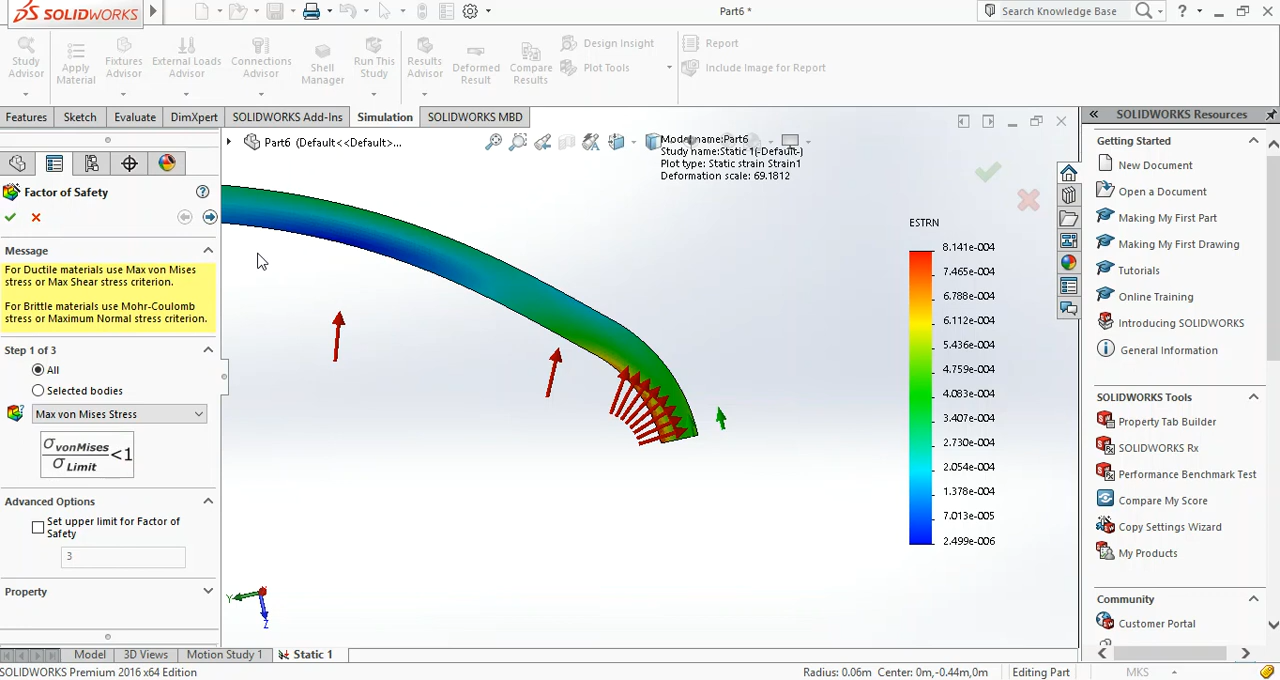 SOLIDWORKS
Part6 *
Search Knowledge Base
Study Advisor
Apply Material
Fixtures Advisor
External Loads Advisor
Connections Advisor
Shell Manager
Run This Study
Results Advisor
Deformed Result
Compare Results
Design Insight
Plot Tools
Report
Include Image for Report
Features
Sketch
Evaluate
DimXpert
SOLIDWORKS Add-Ins
Simulation
SOLIDWORKS MBD
Part6 (Default<<Default>...
Model name:Part6
Study name:Static 1(-Default-)
Plot type: Static strain Strain1
Deformation scale: 69.1812
Factor of Safety
Message
For Ductile materials use Max von Mises
stress or Max Shear stress criterion.
For Brittle materials use Mohr-Coulomb
stress or Maximum Normal stress criterion.
Step 1 of 3
All
Selected bodies
Max von Mises Stress
σvonMises
σLimit
<1
Advanced Options
Set upper limit for Factor of
Safety
3
Property
ESTRN
8.141e-004
7.465e-004
6.788e-004
6.112e-004
5.436e-004
4.759e-004
4.083e-004
3.407e-004
2.730e-004
2.054e-004
1.378e-004
7.013e-005
2.499e-006
Y
Z
SOLIDWORKS Resources
Getting Started
New Document
Open a Document
Making My First Part
Making My First Drawing
Tutorials
Online Training
Introducing SOLIDWORKS
General Information
SOLIDWORKS Tools
Property Tab Builder
SOLIDWORKS Rx
Performance Benchmark Test
Compare My Score
Copy Settings Wizard
My Products
Community
Customer Portal
Model
3D Views
Motion Study 1
Static 1
SOLIDWORKS Premium 2016 x64 Edition
Radius: 0.06m Center: 0m,-0.44m,0m
Editing Part
MKS